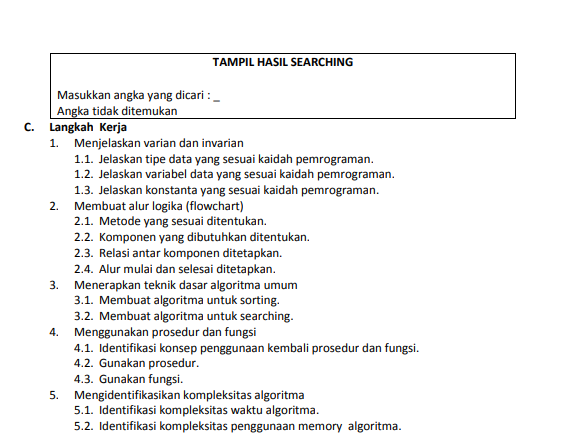 TAMPIL HASIL SEARCHING
Masukkan angka yang dicari : _
Angka tidak ditemukan
C. Langkah Kerja
1. Menjelaskan varian dan invarian
1.1. Jelaskan tipe data yang sesuai kaidah pemrograman.
1.2. Jelaskan variabel data yang sesuai kaidah pemrograman.
1.3. Jelaskan konstanta yang sesuai kaidah pemrograman.
2. Membuat alur logika (flowchart)
2.1. Metode yang sesuai ditentukan.
2.2. Komponen yang dibutuhkan ditentukan.
2.3. Relasi antar komponen ditetapkan.
2.4. Alur mulai dan selesai ditetapkan.
3. Menerapkan teknik dasar algoritma umum
3.1. Membuat algoritma untuk sorting.
3.2. Membuat algoritma untuk searching.
4. Menggunakan prosedur dan fungsi
4.1. Identifikasi konsep penggunaan kembali prosedur dan fungsi.
4.2. Gunakan prosedur.
4.3. Gunakan fungsi.
5. Mengidentifikasikan kompleksitas algoritma
5.1. Identifikasi kompleksitas waktu algoritma.
5.2. Identifikasi kompleksitas penggunaan memory algoritma.